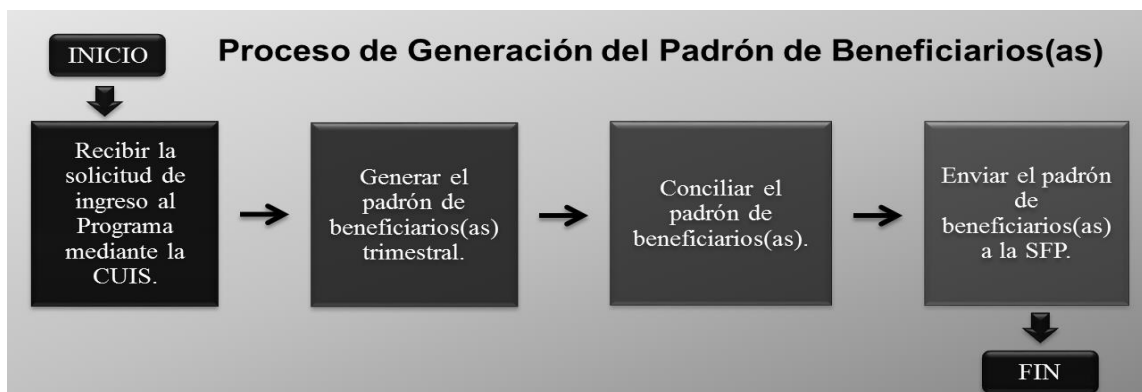 INICIO
Proceso de Generación del Padrón de Beneficiarios(as)
Recibir la
solicitud de
ingreso al
Programa
mediante la
CUIS.
Generar el
padrón de
beneficiarios(as)
trimestral.
Conciliar el
padrón de
beneficiarios(as).
Enviar el padrón
de
beneficiarios(as)
a la SFP.
FIN